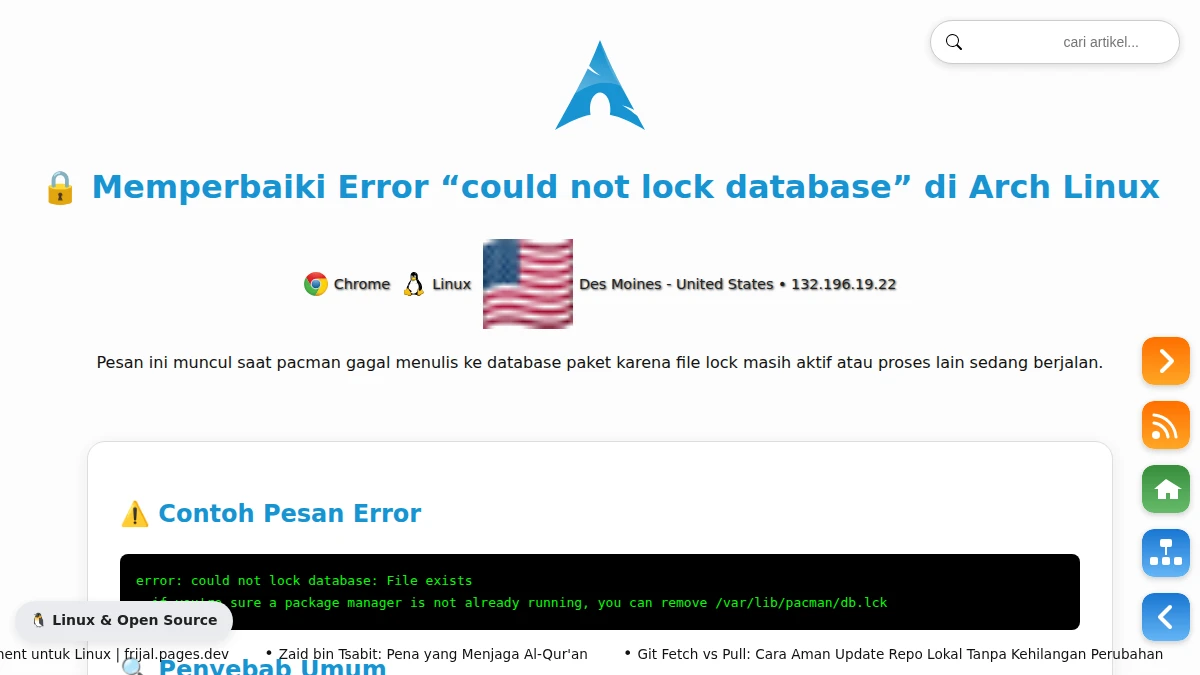 cari artikel...
🔒 Memperbaiki Error “could not lock database” di Arch Linux
Chrome Linux Des Moines - United States • 132.196.19.22
Pesan ini muncul saat pacman gagal menulis ke database paket karena file lock masih aktif atau proses lain sedang berjalan.
⚠️ Contoh Pesan Error
error: could not lock database: File exists
sure a package manager is not already running, you can remove /var/lib/pacman/db.lck
🐧 Linux & Open Source
untuk Linux | frijal.pages.dev • Zaid bin Tsabit: Pena yang Menjaga Al-Qur'an • Git Fetch vs Pull: Cara Aman Update Repo Lokal Tanpa Kehilangan Perubahan
🔍 Penyebab Umum